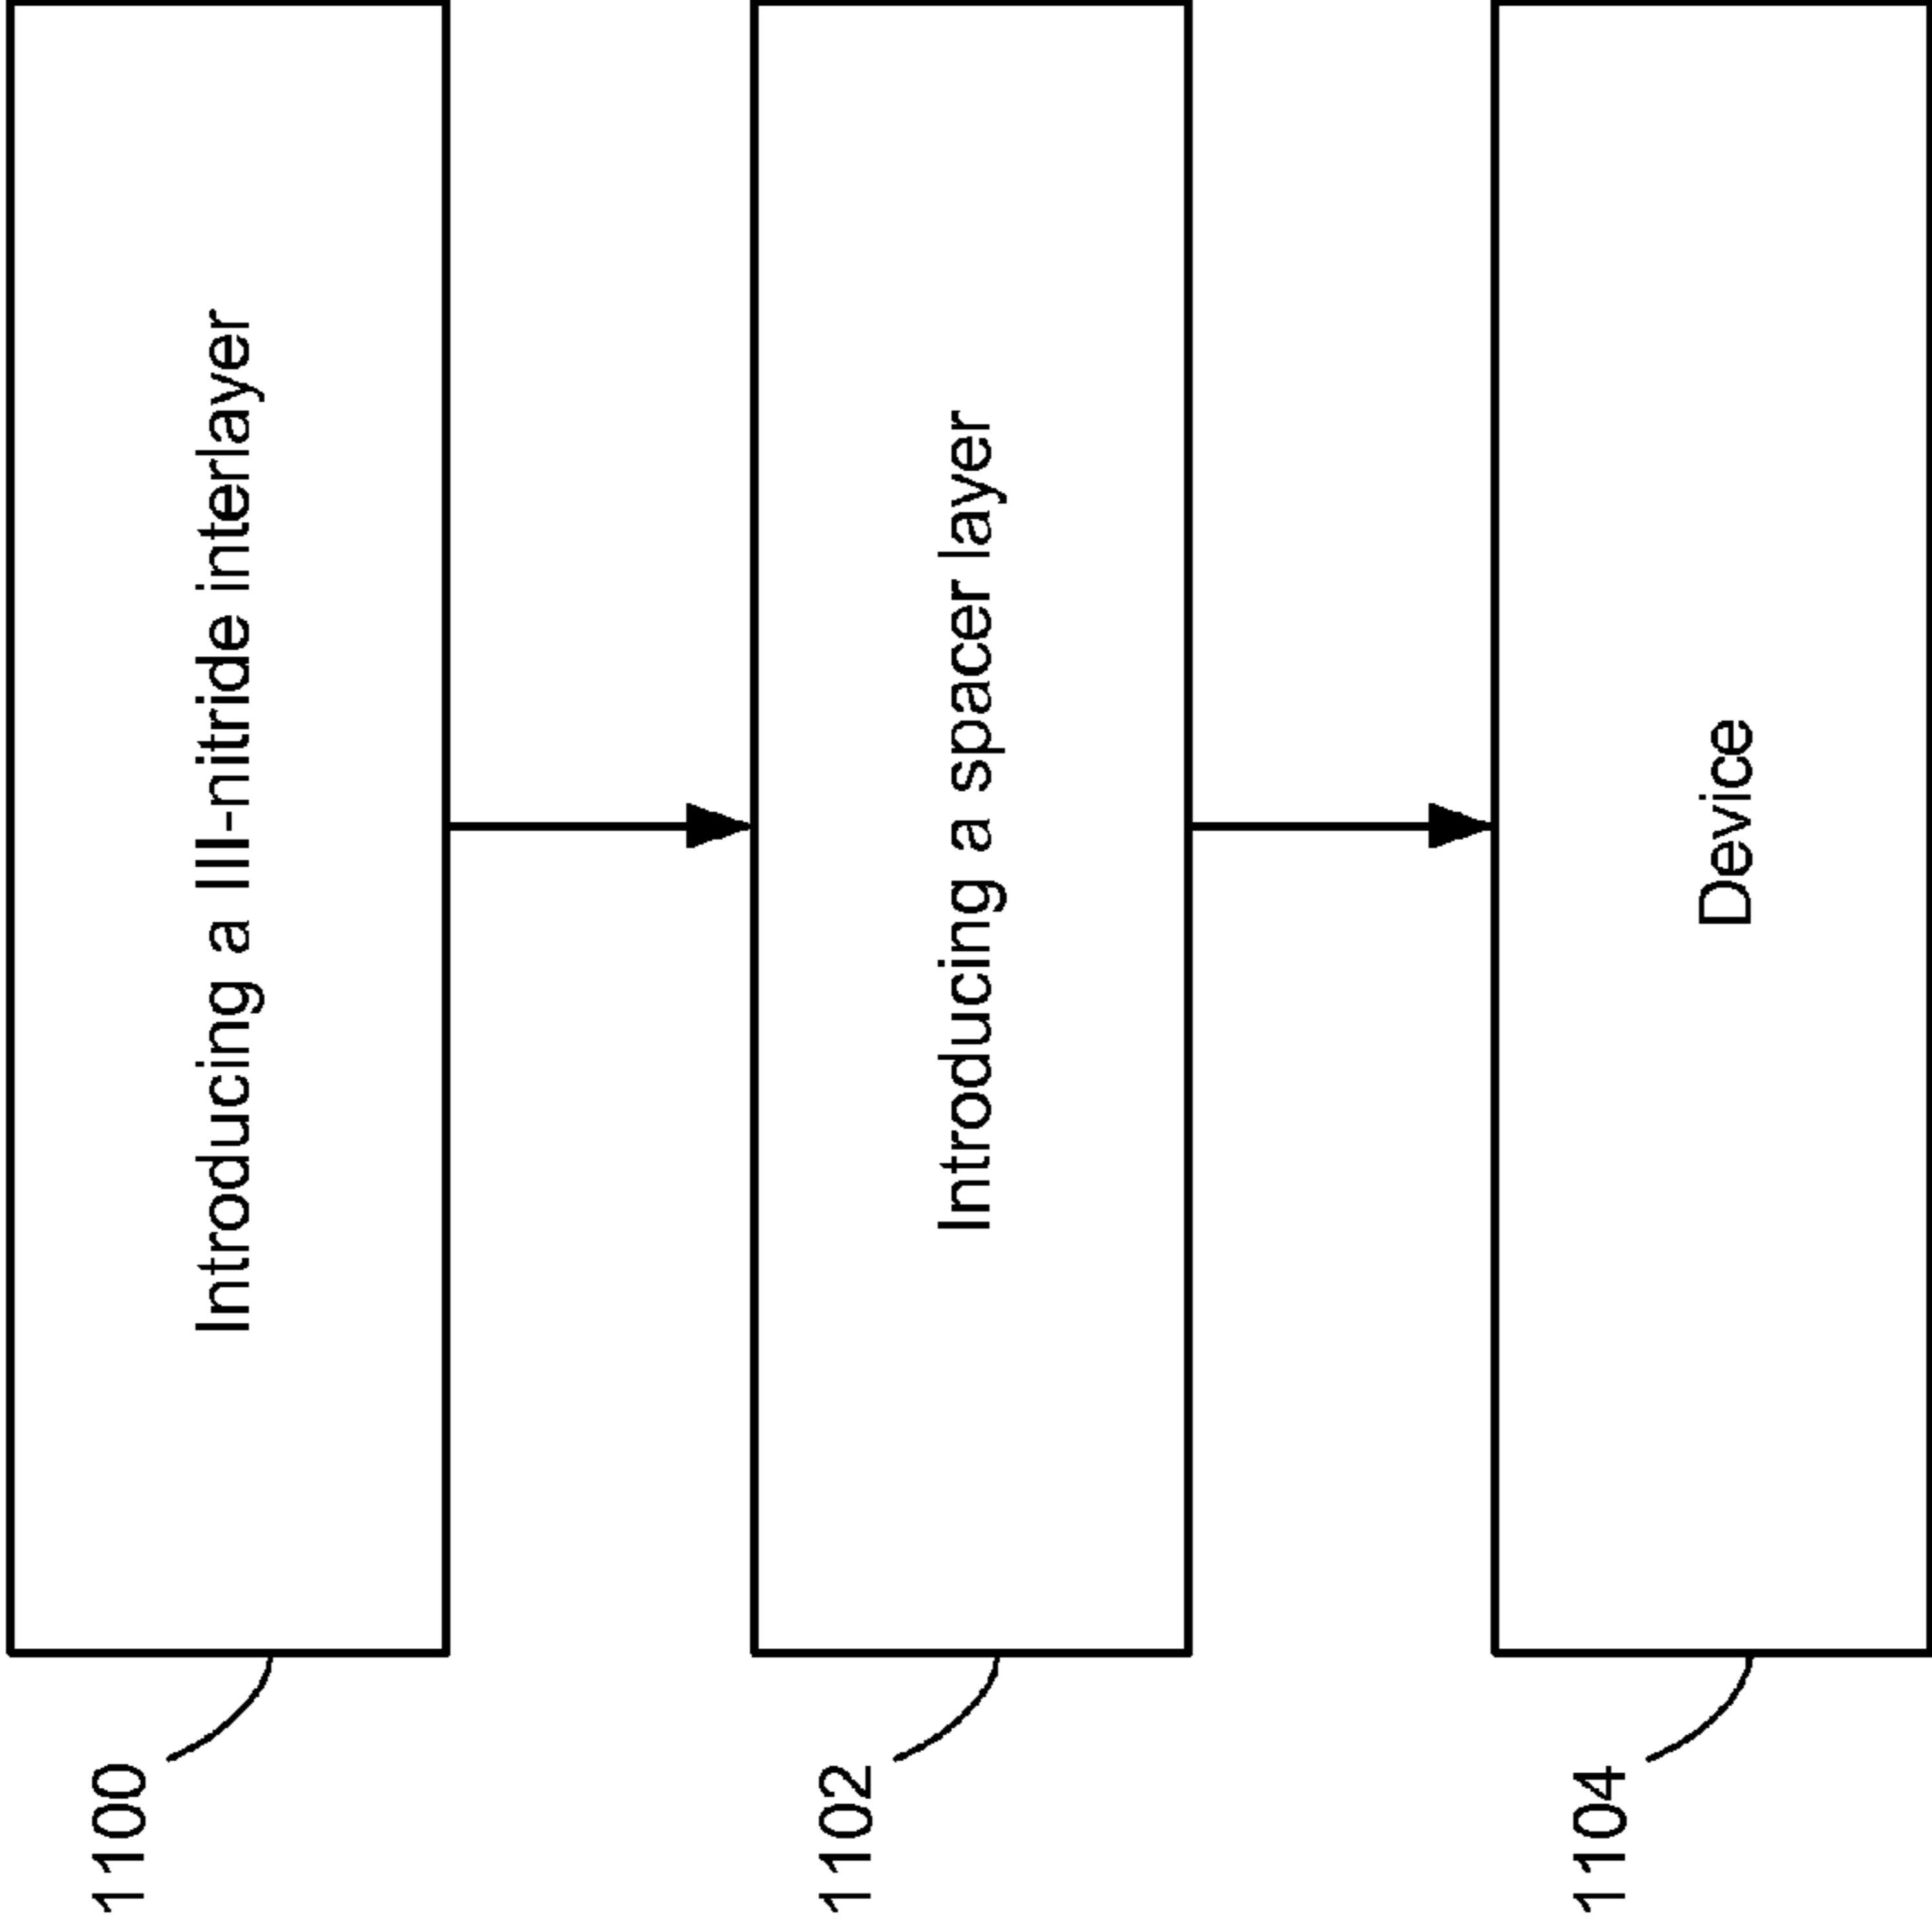 1100
Introducing a III-nitride interlayer
1102
Introducing a spacer layer
1104
Device